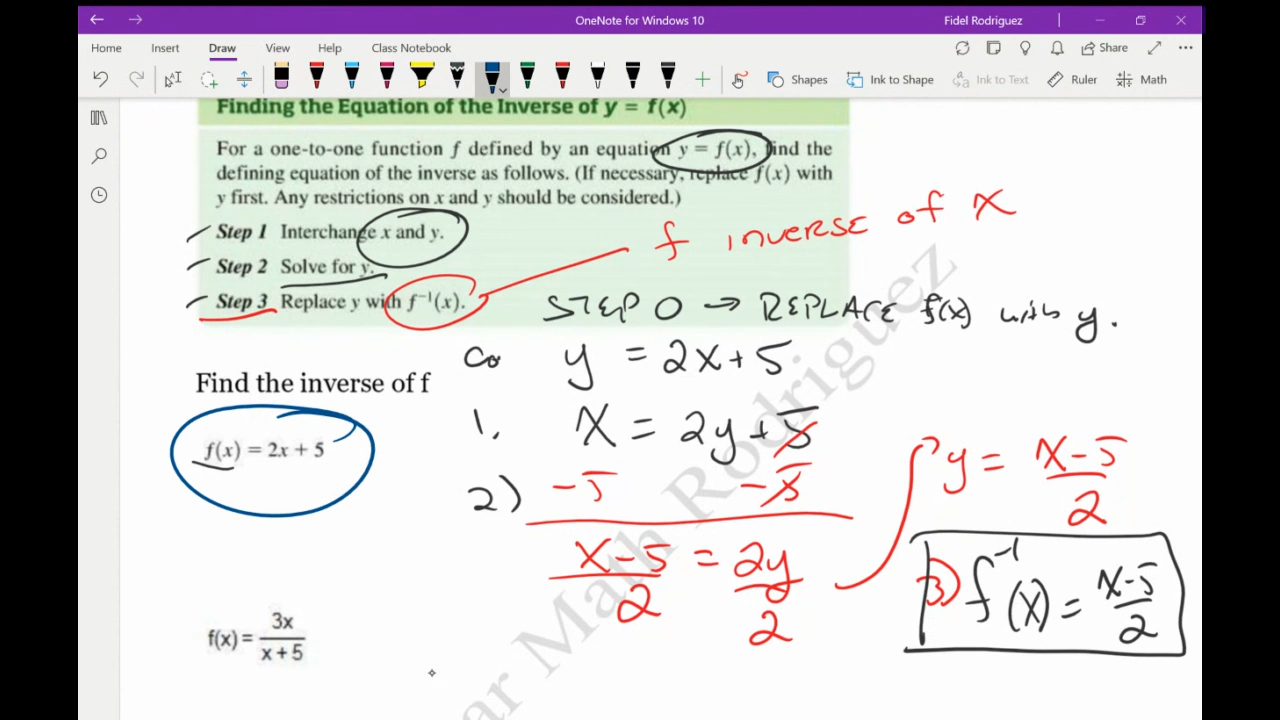 OneNote for Windows 10
Fidel Rodriguez
Home Insert Draw View Help Class Notebook Share
Shapes Ink to Shape Ink to Text Ruler Math
Finding the Equation of the Inverse of y = f(x)
For a one-to-one function f defined by an equation y = f(x), find the
defining equation of the inverse as follows. (If necessary, replace f(x) with
y first. Any restrictions on x and y should be considered.)
Step 1 Interchange x and y.
Step 2 Solve for y.
Step 3 Replace y with f⁻¹(x).
f INVERSE OF X
STEP 0 → REPLACE f(x) with y.
y = 2x + 5
Find the inverse of f
f(x) = 2x + 5
1. X = 2y + 5
2) -5 -5
x-5 = 2y
2 2
y = x-5
2
3) f⁻¹(x) = x-5
2
f(x) = 3x
x + 5
ar Math Rodriguez